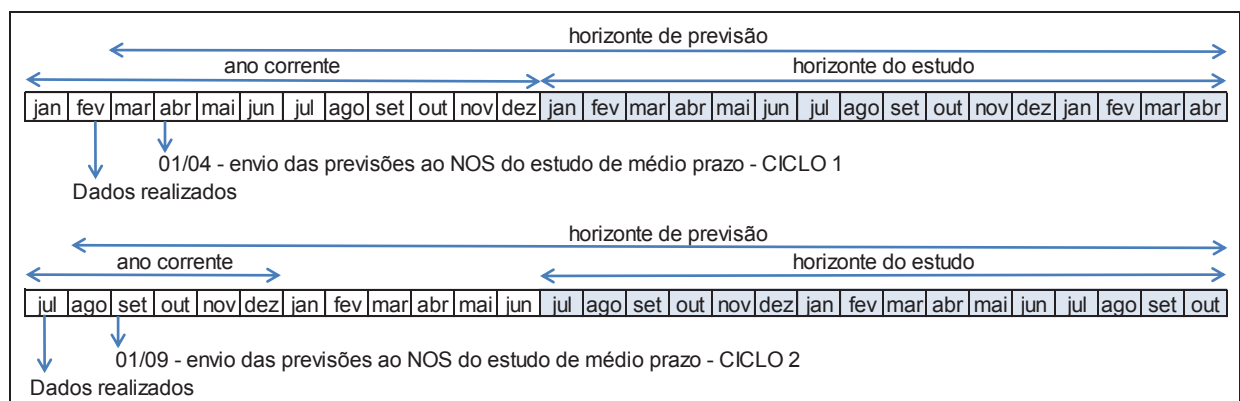 horizonte de previsão
ano corrente horizonte do estudo
jan fev mar abr mai jun jul ago set out nov dez jan fev mar abr mai jun jul ago set out nov dez jan fev mar abr
01/04 - envio das previsões ao NOS do estudo de médio prazo - CICLO 1
Dados realizados
horizonte de previsão
ano corrente horizonte do estudo
jul ago set out nov dez jan fev mar abr mai jun jul ago set out nov dez jan fev mar abr mai jun jul ago set out
01/09 - envio das previsões ao NOS do estudo de médio prazo - CICLO 2
Dados realizados